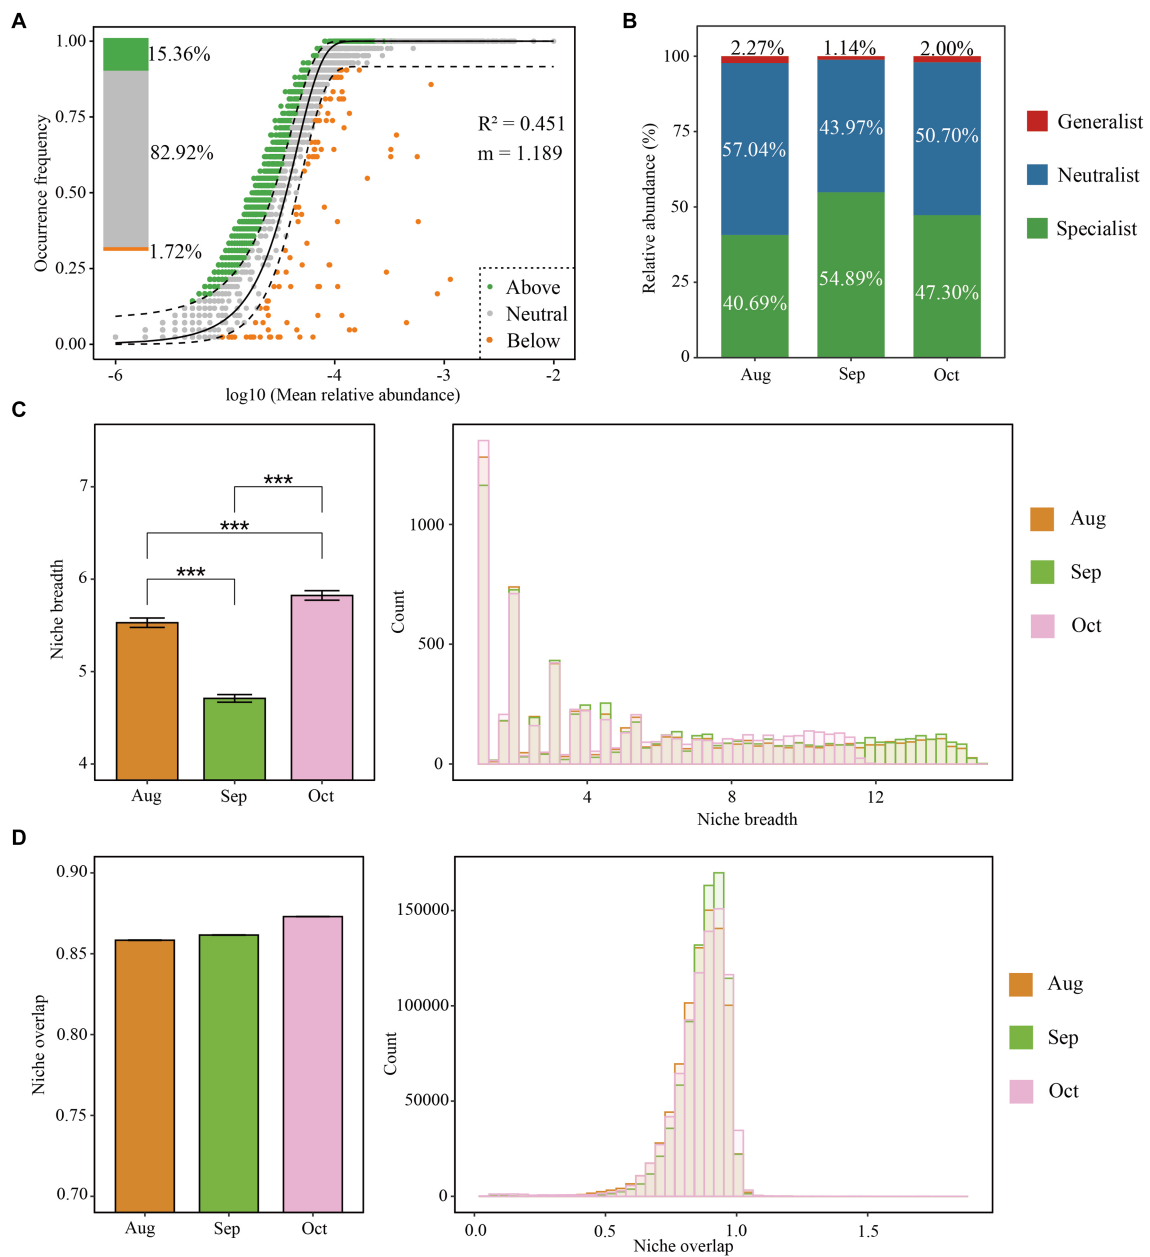 A
1.00
0.75
0.50
0.25
0.00
Occurrence frequency
15.36%
82.92%
1.72%
R² = 0.451
m = 1.189
Above
Neutral
Below
-6
-4
-3
-2
log10 (Mean relative abundance)
B
100
75
50
25
0
Relative abundance (%)
2.27%
1.14%
2.00%
57.04%
43.97%
50.70%
40.69%
54.89%
47.30%
Aug
Sep
Oct
Generalist
Neutralist
Specialist
C
7
6
5
4
Niche breadth
***
***
***
Aug
Sep
Oct
1000
500
0
Count
4
8
12
Niche breadth
Aug
Sep
Oct
D
0.90
0.85
0.80
0.75
0.70
Niche overlap
Aug
Sep
Oct
150000
100000
50000
0
Count
0.0
0.5
1.0
1.5
Niche overlap
Aug
Sep
Oct